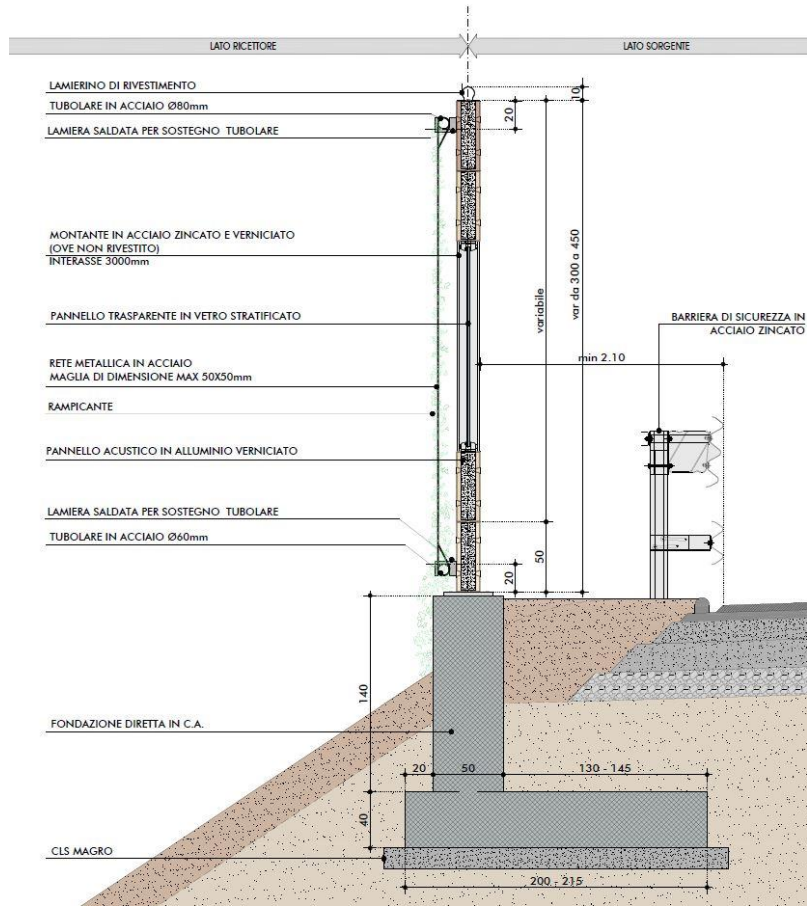 LATO RICETTORE
LATO SORGENTE
LAMIERINO DI RIVESTIMENTO
TUBOLARE IN ACCIAIO Ø80mm
LAMIERA SALDATA PER SOSTEGNO TUBOLARE
MONTANTE IN ACCIAIO ZINCATO E VERNICIATO
(OVE NON RIVESTITO)
INTERASSE 3000mm
PANNELLO TRASPARENTE IN VETRO STRATIFICATO
RETE METALLICA IN ACCIAIO
MAGLIA DI DIMENSIONE MAX 50X50mm
RAMPICANTE
PANNELLO ACUSTICO IN ALLUMINIO VERNICIATO
LAMIERA SALDATA PER SOSTEGNO TUBOLARE
TUBOLARE IN ACCIAIO Ø60mm
FONDAZIONE DIRETTA IN C.A.
CLS MAGRO
10
20
variabile
var da 300 a 450
BARRIERA DI SICUREZZA IN
ACCIAIO ZINCATO
min 2.10
50
20
140
20
50
130 - 145
40
200 - 215